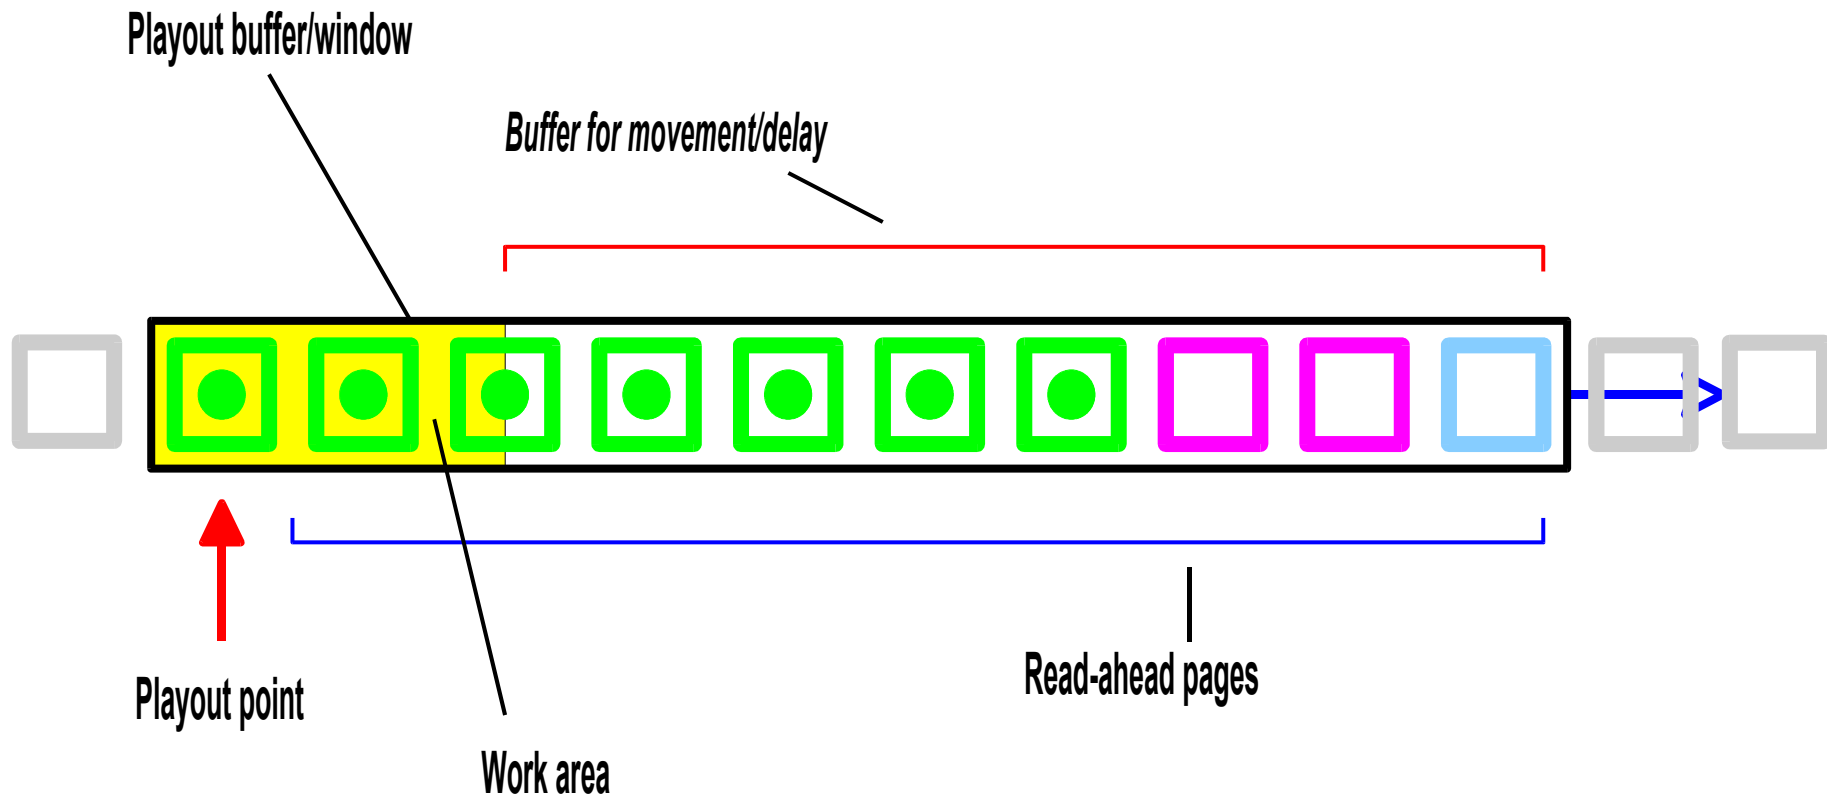 Playout buffer/window
Buffer for movement/delay
Read-ahead pages
Playout point
Work area